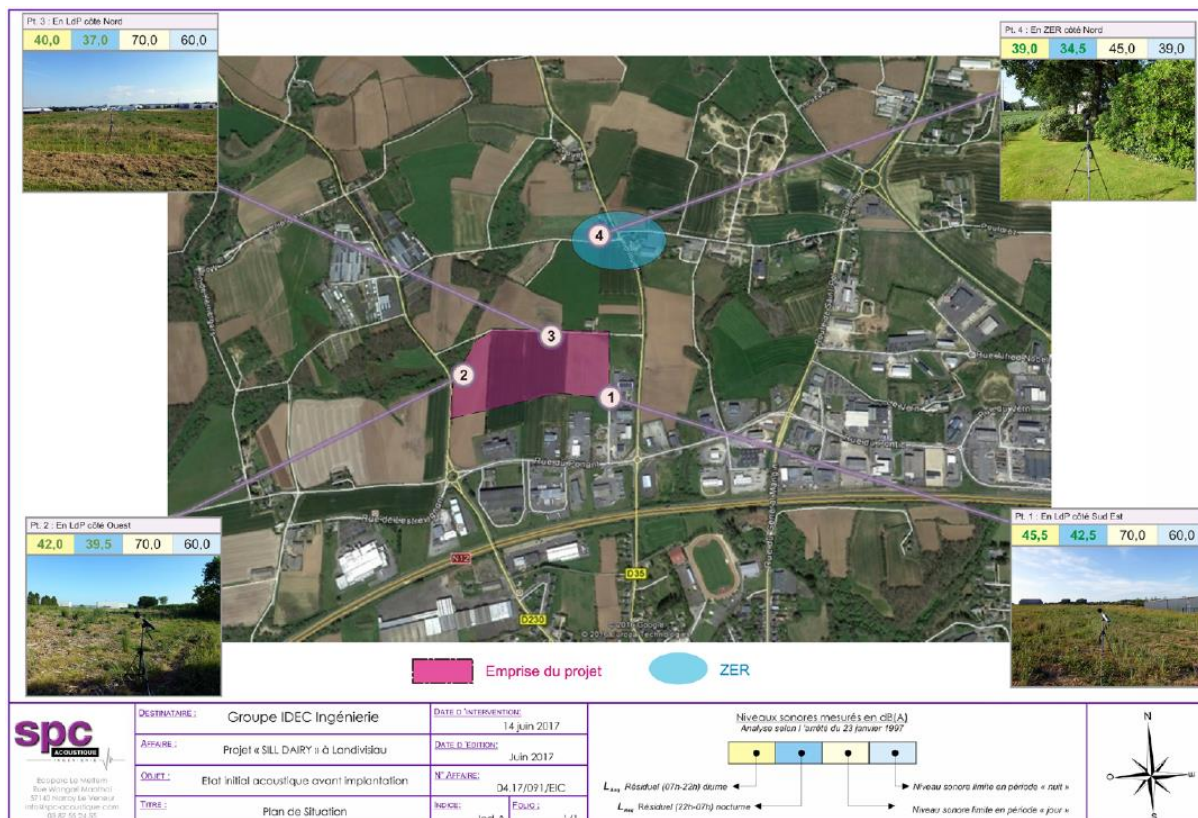 Pt. 3 : En LdP côte Nord
40,0 37,0 70,0 60,0
Pt. 4 : En ZER côté Nord
39,0 34,5 45,0 39,0
4
3
2
1
Pt. 2 : En LdP côté Ouest
42,0 39,5 70,0 60,0
Pt. 1 : En LdP côté Sud Est
45,5 42,5 70,0 60,0
N12
D35
D230
© 2016 Google
Emprise du projet
ZER
spc
ACOUSTIQUE
DESTINATAIRE :
Groupe IDEC Ingénierie
DATE D'INTERVENTION:
14 juin 2017
AFFAIRE :
Projet « SILL DAIRY » à Landivisiau
DATE D'EDITION:
Juin 2017
OBJET :
Etat initial acoustique avant implantation
N° AFFAIRE:
04.17/091/EIC
TITRE :
Plan de Situation
INDICE:
FOLIO :
Niveaux sonores mesurés en dB(A)
Analyse selon l'arrêté du 23 janvier 1997
LAeq Résiduel (07h-22h) diurne
Niveau sonore limite en période « nuit »
LAeq Résiduel (22h-07h) nocturne
Niveau sonore limite en période « jour »
N
O
E
S